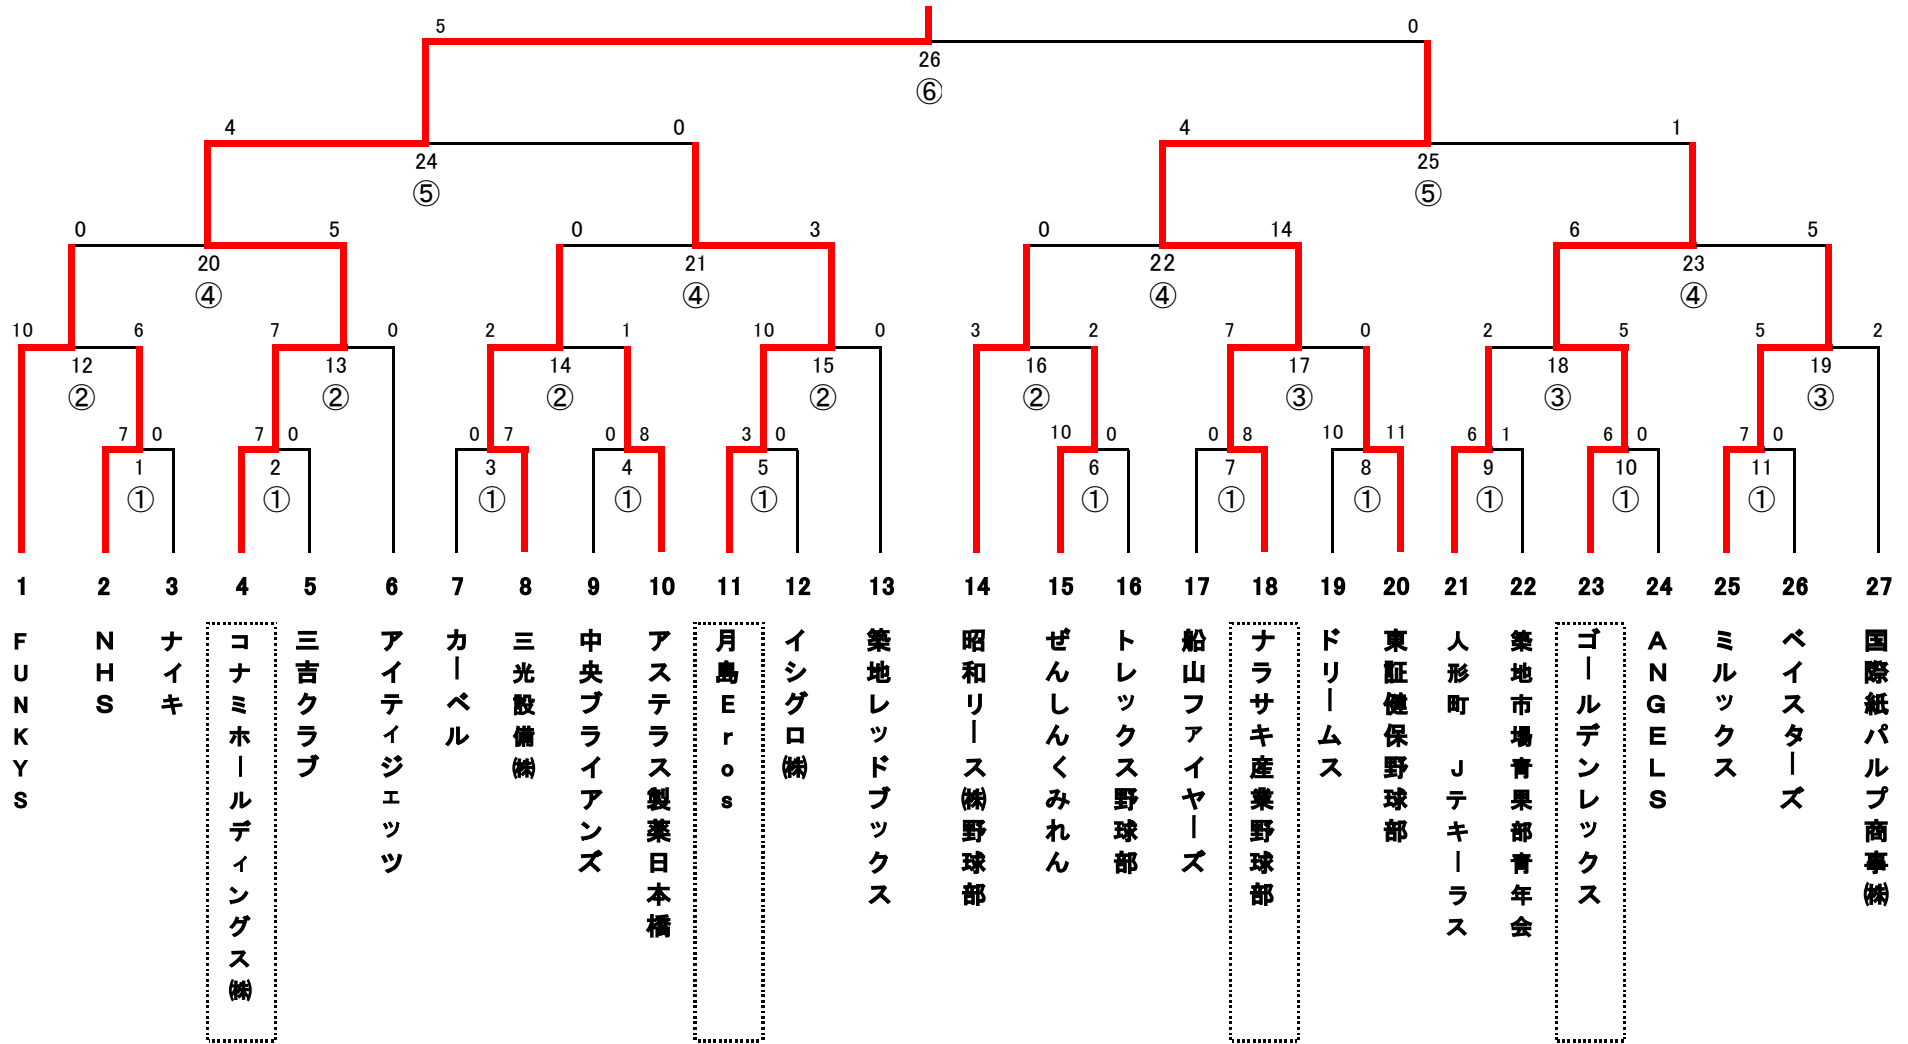 5 0
26
⑥
4 0 4 1
24 25
⑤ ⑤
0 5 0 3 0 14 6 5
20 21 22 23
④ ④ ④ ④
10 6 7 0 2 1 10 0 3 2 7 0 2 5 5 2
12 13 14 15 16 17 18 19
② ② ② ② ② ③ ③ ③
7 0 7 0 0 7 0 8 3 0 10 0 0 8 10 11 6 1 6 0 7 0
1 2 3 4 5 6 7 8 9 10 11
① ① ① ① ① ① ① ① ① ① ①
1 2 3 4 5 6 7 8 9 10 11 12 13 14 15 16 17 18 19 20 21 22 23 24 25 26 27
FUNKYS
NHS
ナイキ
コナミホールディングス㈱
三吉クラブ
アイティジェッツ
カーベル
三光設備㈱
中央ブライアンズ
アステラス製薬日本橋
月島Eros
イシグロ㈱
築地レッドブックス
昭和リース㈱野球部
ぜんしんくみれん
トレックス野球部
船山ファイヤーズ
ナラサキ産業野球部
ドリームス
東証健保野球部
人形町 Jテキーラス
築地市場青果部青年会
ゴールデンレックス
ANGELS
ミルックス
ベイスターズ
国際紙パルプ商事㈱